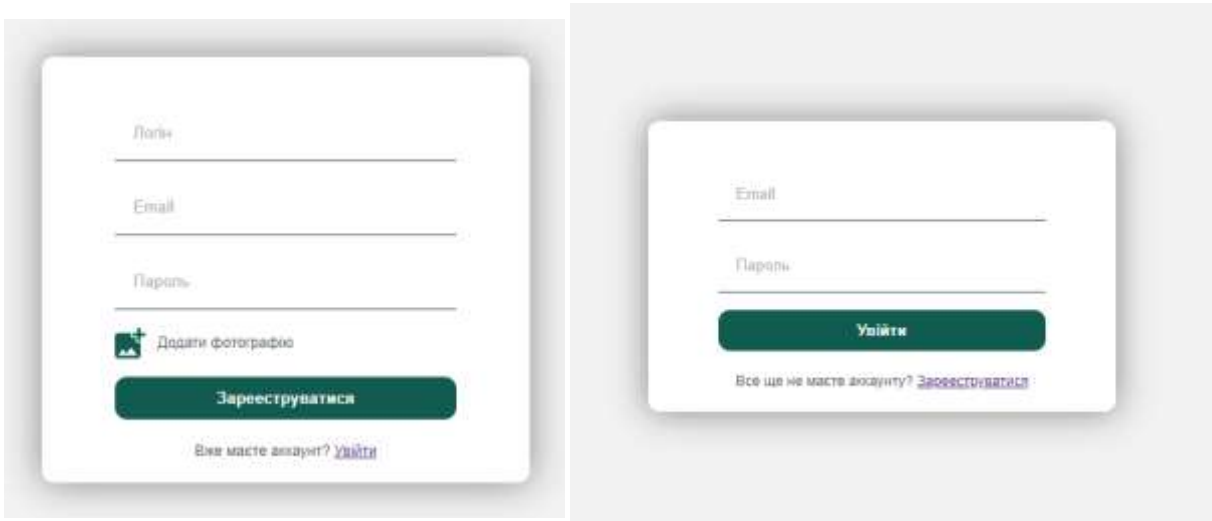 Логін
Email
Пароль
Додати фотографію
Зареєструватися
Вже маєте аккаунт? Увійти
Email
Пароль
Увійти
Все ще не маєте аккаунту? Зареєструватися